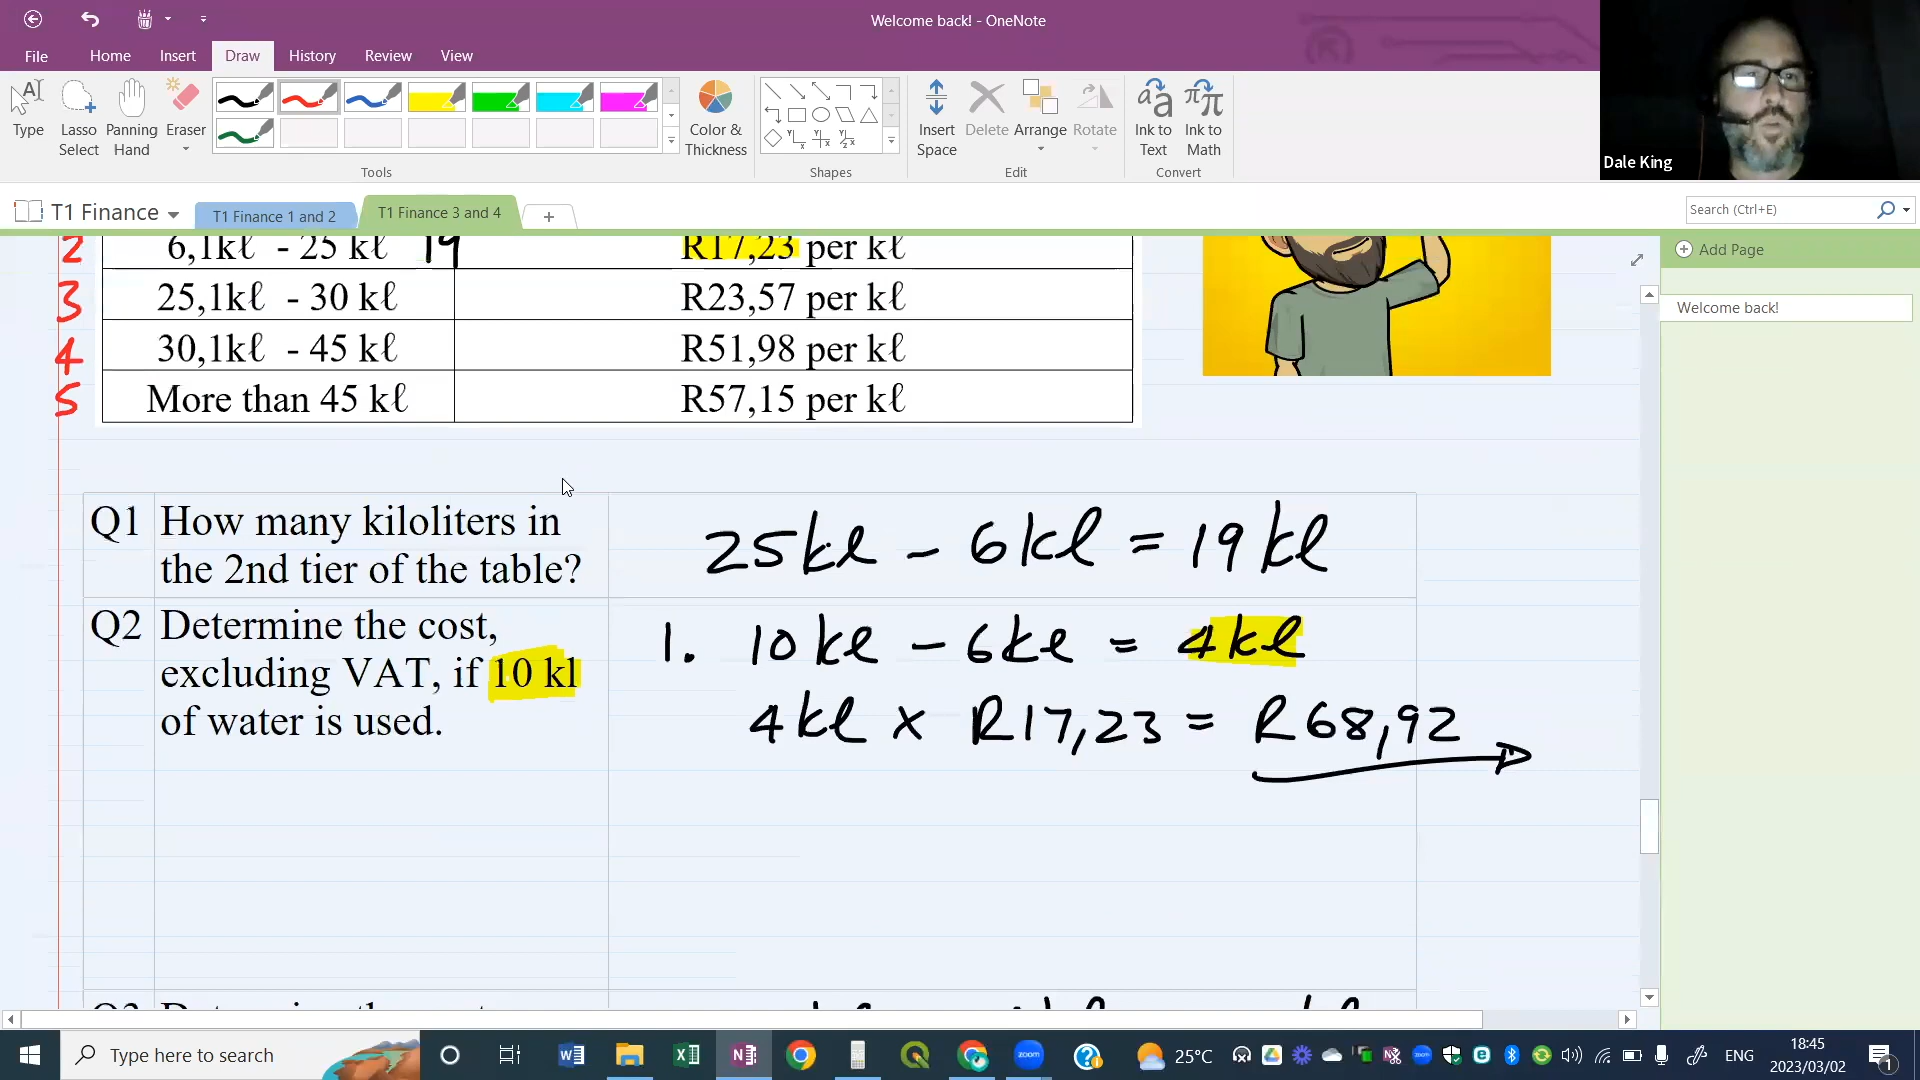 Welcome back! - OneNote
File Home Insert Draw History Review View
Type
Lasso Select
Panning Hand
Eraser
Color & Thickness
Insert Space
Delete
Arrange
Rotate
Ink to Text
Ink to Math
Tools
Shapes
Edit
Convert
Dale King
T1 Finance
T1 Finance 1 and 2
T1 Finance 3 and 4
Search (Ctrl+E)
Add Page
Welcome back!
2 6,1kℓ - 25 kℓ 19 R17,23 per kℓ
3 25,1kℓ - 30 kℓ R23,57 per kℓ
4 30,1kℓ - 45 kℓ R51,98 per kℓ
5 More than 45 kℓ R57,15 per kℓ
Q1 How many kiloliters in
the 2nd tier of the table?
25kl - 6kl = 19kl
Q2 Determine the cost,
excluding VAT, if 10 kl
of water is used.
1. 10kl - 6kl = 4kl
4kl x R17,23 = R68,92
Type here to search
25°C
ENG
18:45
2023/03/02
1